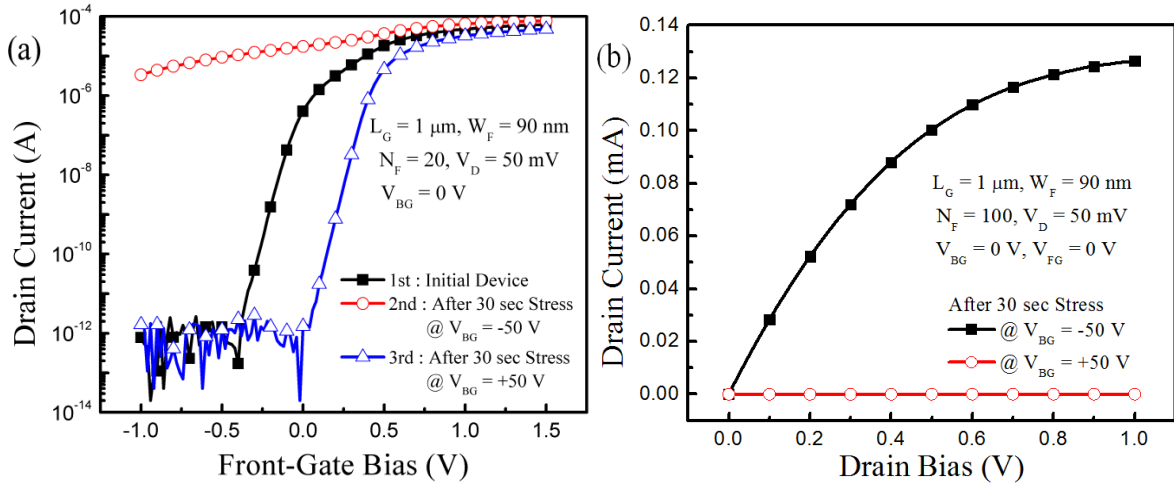 (a)
Drain Current (A)
10⁻⁴
10⁻⁶
10⁻⁸
10⁻¹⁰
10⁻¹²
10⁻¹⁴
L_G = 1 μm, W_F = 90 nm
N_F = 20, V_D = 50 mV
V_BG = 0 V
1st : Initial Device
2nd : After 30 sec Stress
@ V_BG = -50 V
3rd : After 30 sec Stress
@ V_BG = +50 V
-1.0 -0.5 0.0 0.5 1.0 1.5
Front-Gate Bias (V)
(b)
Drain Current (mA)
0.14
0.12
0.10
0.08
0.06
0.04
0.02
0.00
L_G = 1 μm, W_F = 90 nm
N_F = 100, V_D = 50 mV
V_BG = 0 V, V_FG = 0 V
After 30 sec Stress
@ V_BG = -50 V
@ V_BG = +50 V
0.0 0.2 0.4 0.6 0.8 1.0
Drain Bias (V)